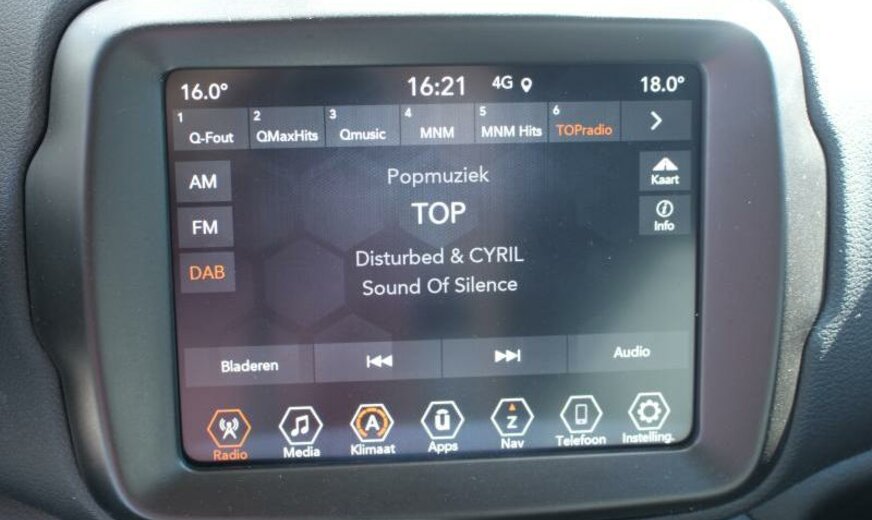 16.0° 16:21 4G 18.0°
1 Q-Fout 2 QMaxHits 3 Qmusic 4 MNM 5 MNM Hits 6 TOPradio
AM
FM
DAB
Popmuziek
TOP
Disturbed & CYRIL
Sound Of Silence
Kaart
Info
Bladeren Audio
A ū Z
Radio Media Klimaat Apps Nav Telefoon Instelling.